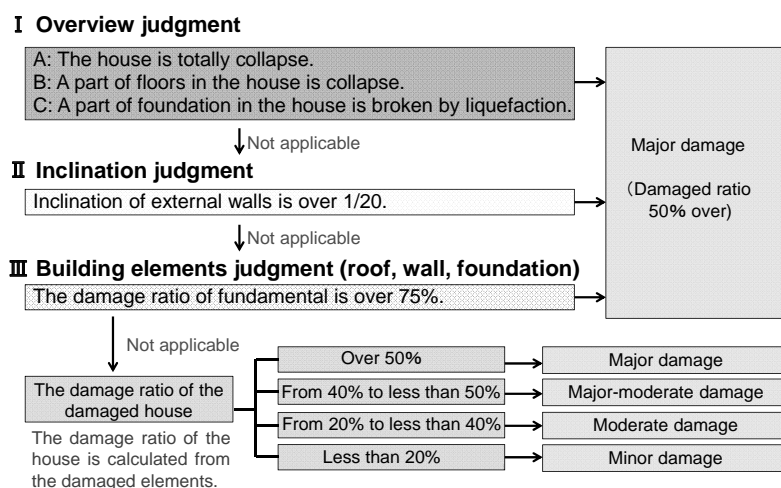 Ⅰ Overview judgment
A: The house is totally collapse.
B: A part of floors in the house is collapse.
C: A part of foundation in the house is broken by liquefaction.
Not applicable
Major damage
（Damaged ratio
50% over)
Ⅱ Inclination judgment
Inclination of external walls is over 1/20.
Not applicable
Ⅲ Building elements judgment (roof, wall, foundation)
The damage ratio of fundamental is over 75%.
Not applicable
The damage ratio of the
damaged house
The damage ratio of the
house is calculated from
the damaged elements.
Over 50%
Major damage
From 40% to less than 50%
Major-moderate damage
From 20% to less than 40%
Moderate damage
Less than 20%
Minor damage